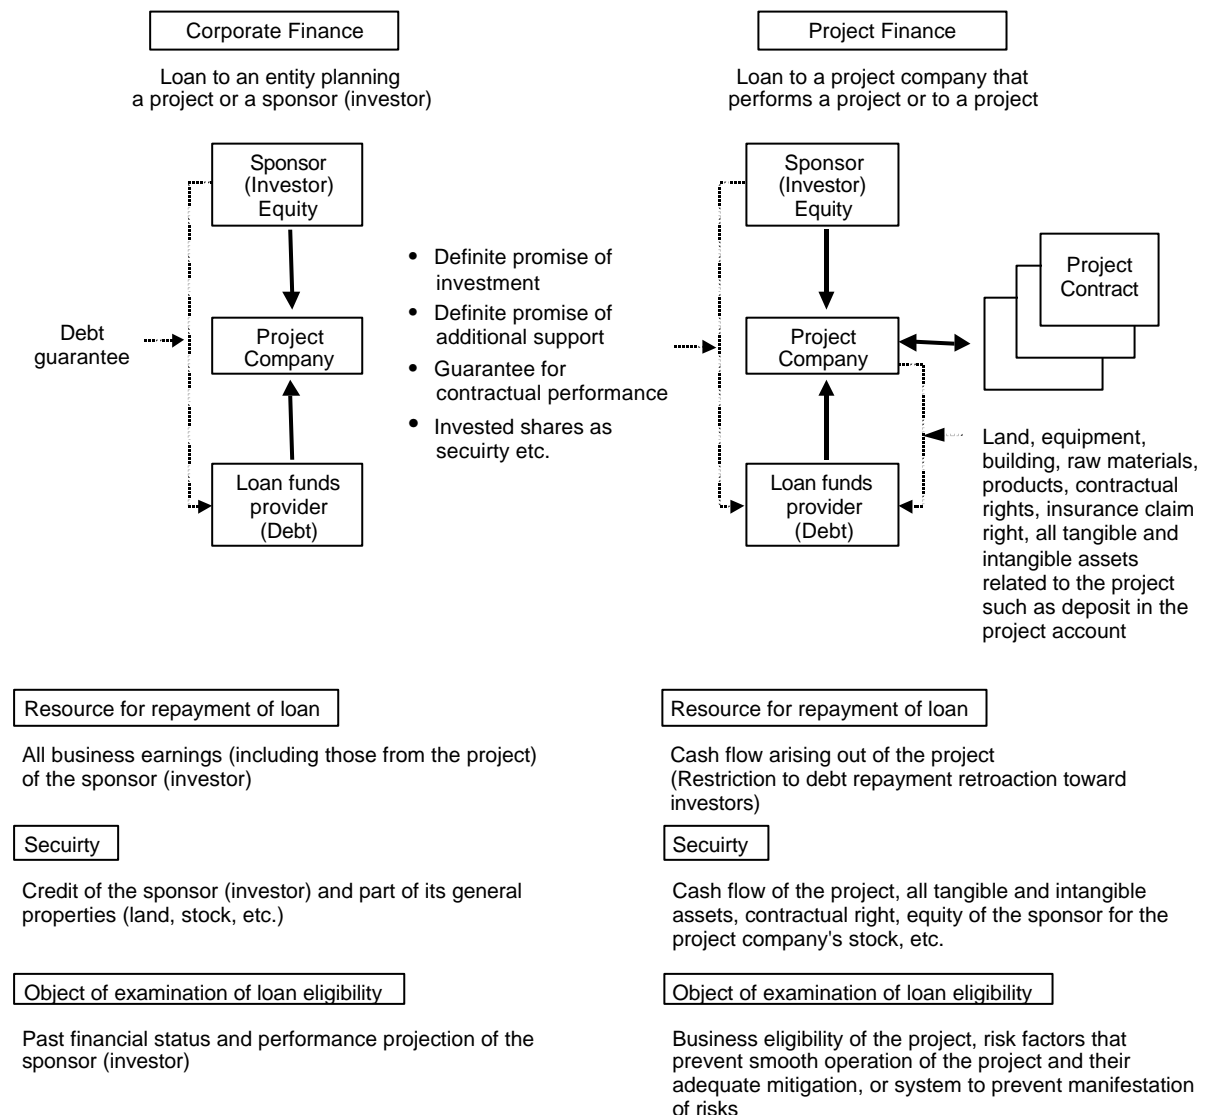 Corporate Finance
Loan to an entity planning
a project or a sponsor (investor)
Sponsor
(Investor)
Equity
Debt
guarantee
Project
Company
Loan funds
provider
(Debt)
• Definite promise of
investment
• Definite promise of
additional support
• Guarantee for
contractual performance
• Invested shares as
secuirty etc.
Project Finance
Loan to a project company that
performs a project or to a project
Sponsor
(Investor)
Equity
Project
Company
Loan funds
provider
(Debt)
Project
Contract
Land, equipment,
building, raw materials,
products, contractual
rights, insurance claim
right, all tangible and
intangible assets
related to the project
such as deposit in the
project account
Resource for repayment of loan
All business earnings (including those from the project)
of the sponsor (investor)
Secuirty
Credit of the sponsor (investor) and part of its general
properties (land, stock, etc.)
Object of examination of loan eligibility
Past financial status and performance projection of the
sponsor (investor)
Resource for repayment of loan
Cash flow arising out of the project
(Restriction to debt repayment retroaction toward
investors)
Secuirty
Cash flow of the project, all tangible and intangible
assets, contractual right, equity of the sponsor for the
project company's stock, etc.
Object of examination of loan eligibility
Business eligibility of the project, risk factors that
prevent smooth operation of the project and their
adequate mitigation, or system to prevent manifestation
of risks